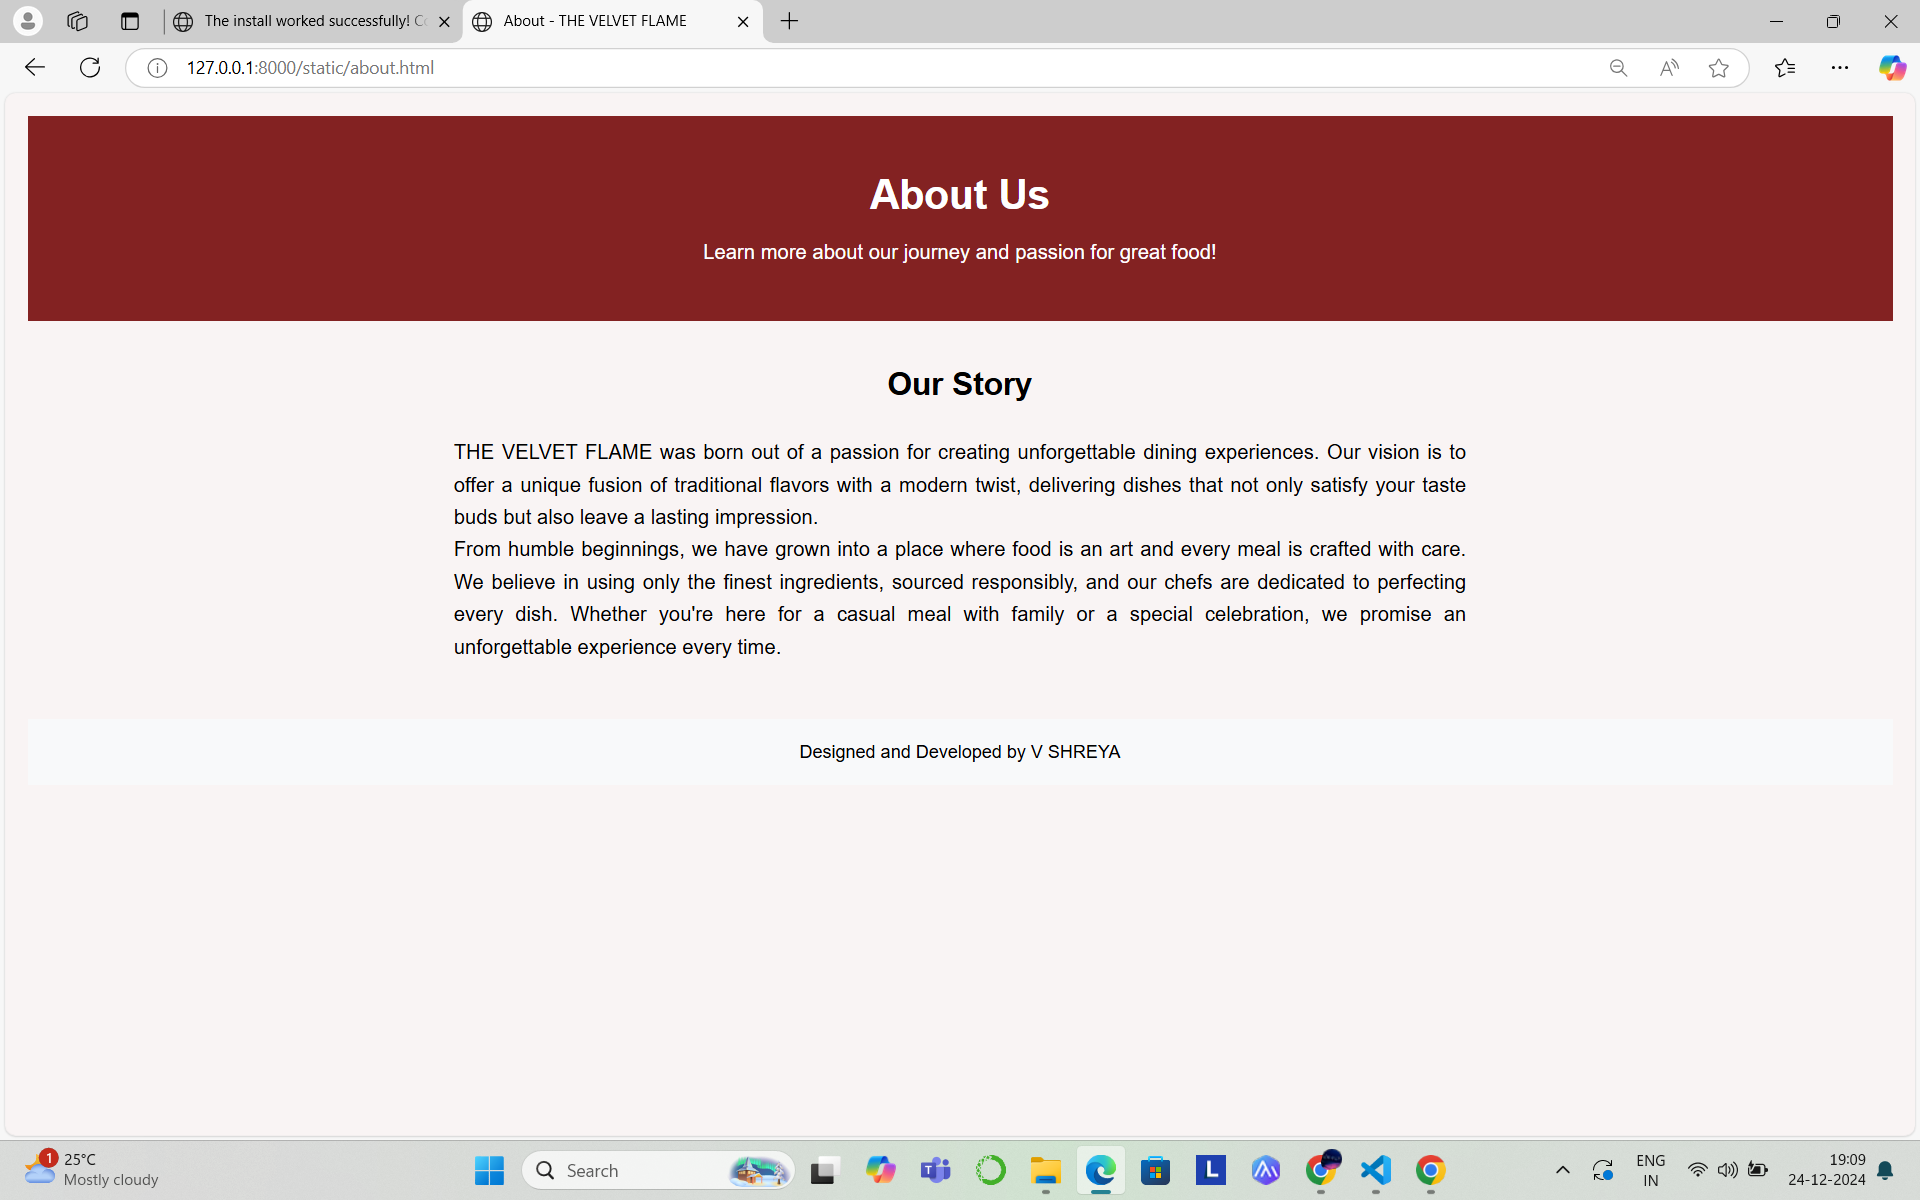 The install worked successfully!
About - THE VELVET FLAME
127.0.0.1:8000/static/about.html
About Us
Learn more about our journey and passion for great food!
Our Story
THE VELVET FLAME was born out of a passion for creating unforgettable dining experiences. Our vision is to
offer a unique fusion of traditional flavors with a modern twist, delivering dishes that not only satisfy your taste
buds but also leave a lasting impression.
From humble beginnings, we have grown into a place where food is an art and every meal is crafted with care.
We believe in using only the finest ingredients, sourced responsibly, and our chefs are dedicated to perfecting
every dish. Whether you're here for a casual meal with family or a special celebration, we promise an
unforgettable experience every time.
Designed and Developed by V SHREYA
1
25°C
Mostly cloudy
Search
L
ENG
IN
19:09
24-12-2024